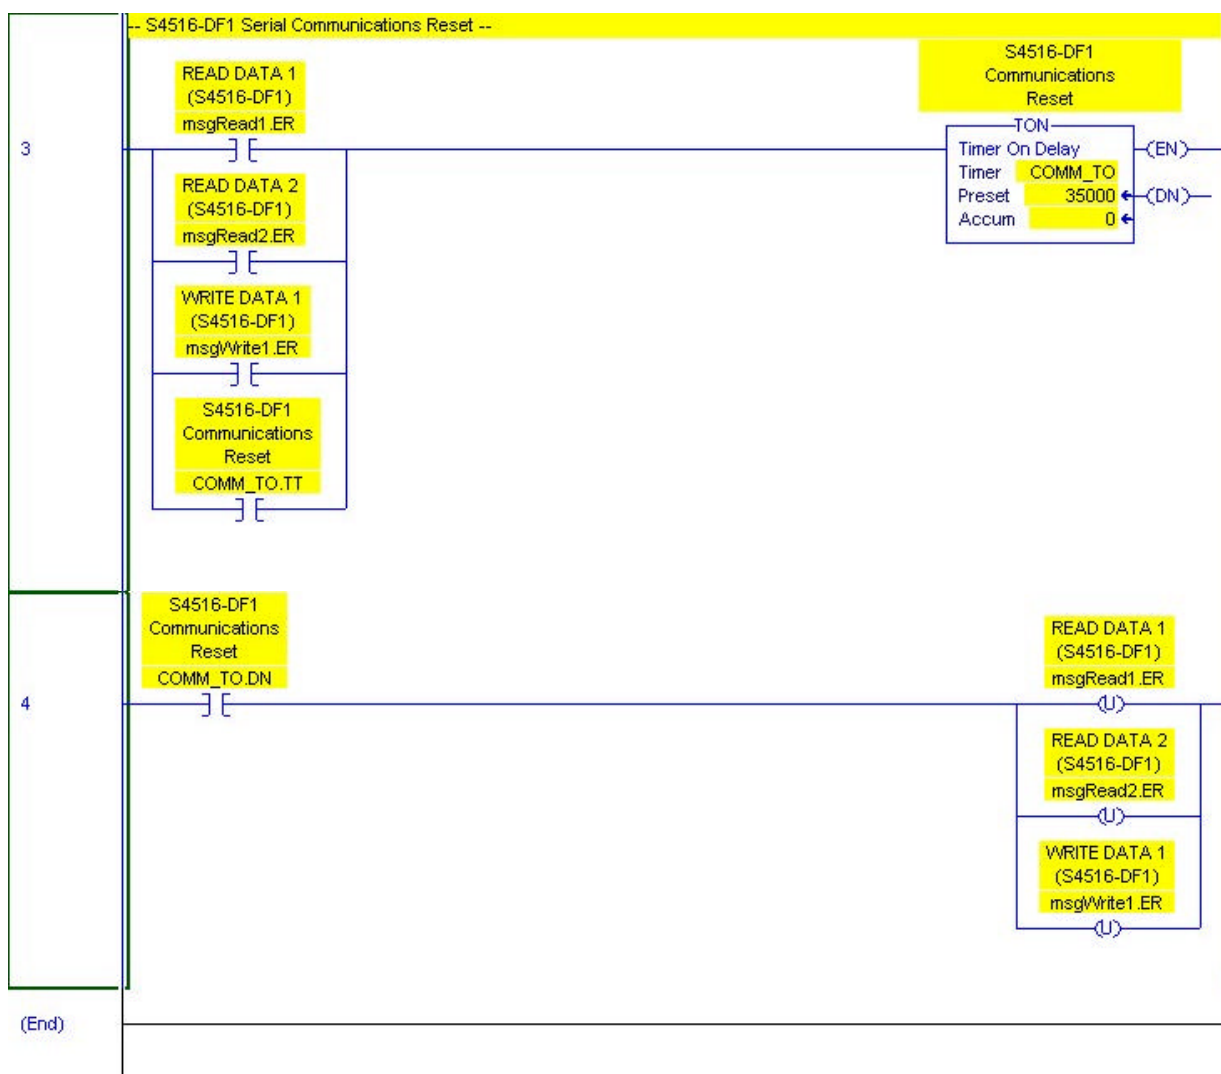 -- S4516-DF1 Serial Communications Reset --
S4516-DF1
Communications
Reset
READ DATA 1
(S4516-DF1)
msgRead1.ER
3
TON
Timer On Delay
(EN)
Timer COMM_TO
Preset 35000
(DN)
Accum 0
READ DATA 2
(S4516-DF1)
msgRead2.ER
WRITE DATA 1
(S4516-DF1)
msgWrite1.ER
S4516-DF1
Communications
Reset
COMM_TO.TT
S4516-DF1
Communications
Reset
COMM_TO.DN
4
READ DATA 1
(S4516-DF1)
msgRead1.ER
(U)
READ DATA 2
(S4516-DF1)
msgRead2.ER
(U)
WRITE DATA 1
(S4516-DF1)
msgWrite1.ER
(U)
(End)